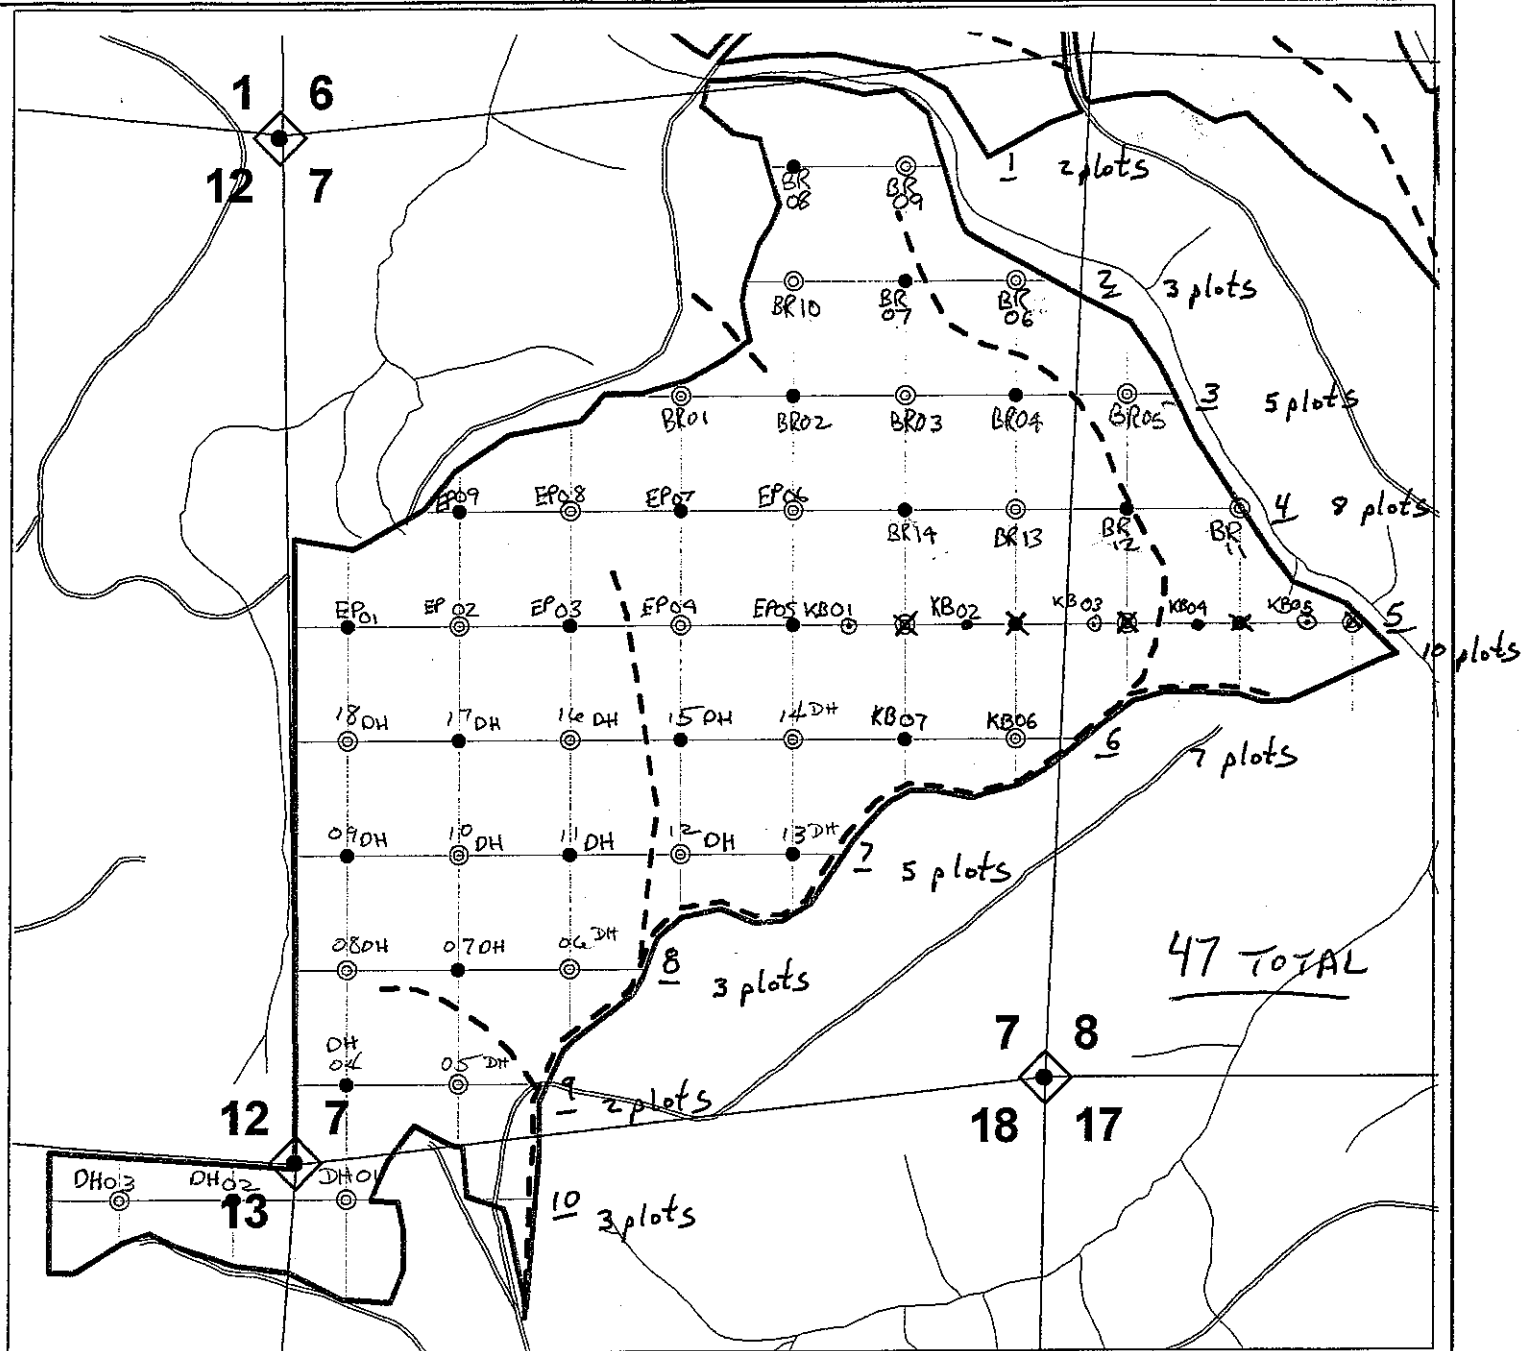 1 6
12 7
BR
08
BR
09
1 2 plots
BR10
BR
07
BR
06
2 3 plots
BR01 BR02 BR03 BR04 BR05
3 5 plots
EP09 EP08 EP07 EP06 BR14 BR13
BR
12
BR
11
4 8 plots
EP01 EP02 EP03 EP04 EP05 KB01 KB02 KB03 KB04 KB05
5 10 plots
18 DH 17 DH 16 DH 15 DH 14 DH KB07 KB06
6 7 plots
09 DH 10 DH 11 DH 12 DH 13 DH
7 5 plots
08 DH 07 DH 06 DH
8 3 plots
47 TOTAL
7 8
18 17
DH
04
05 DH
9 2 plots
12 7
13
DH03 DH02 DH01
10 3 plots